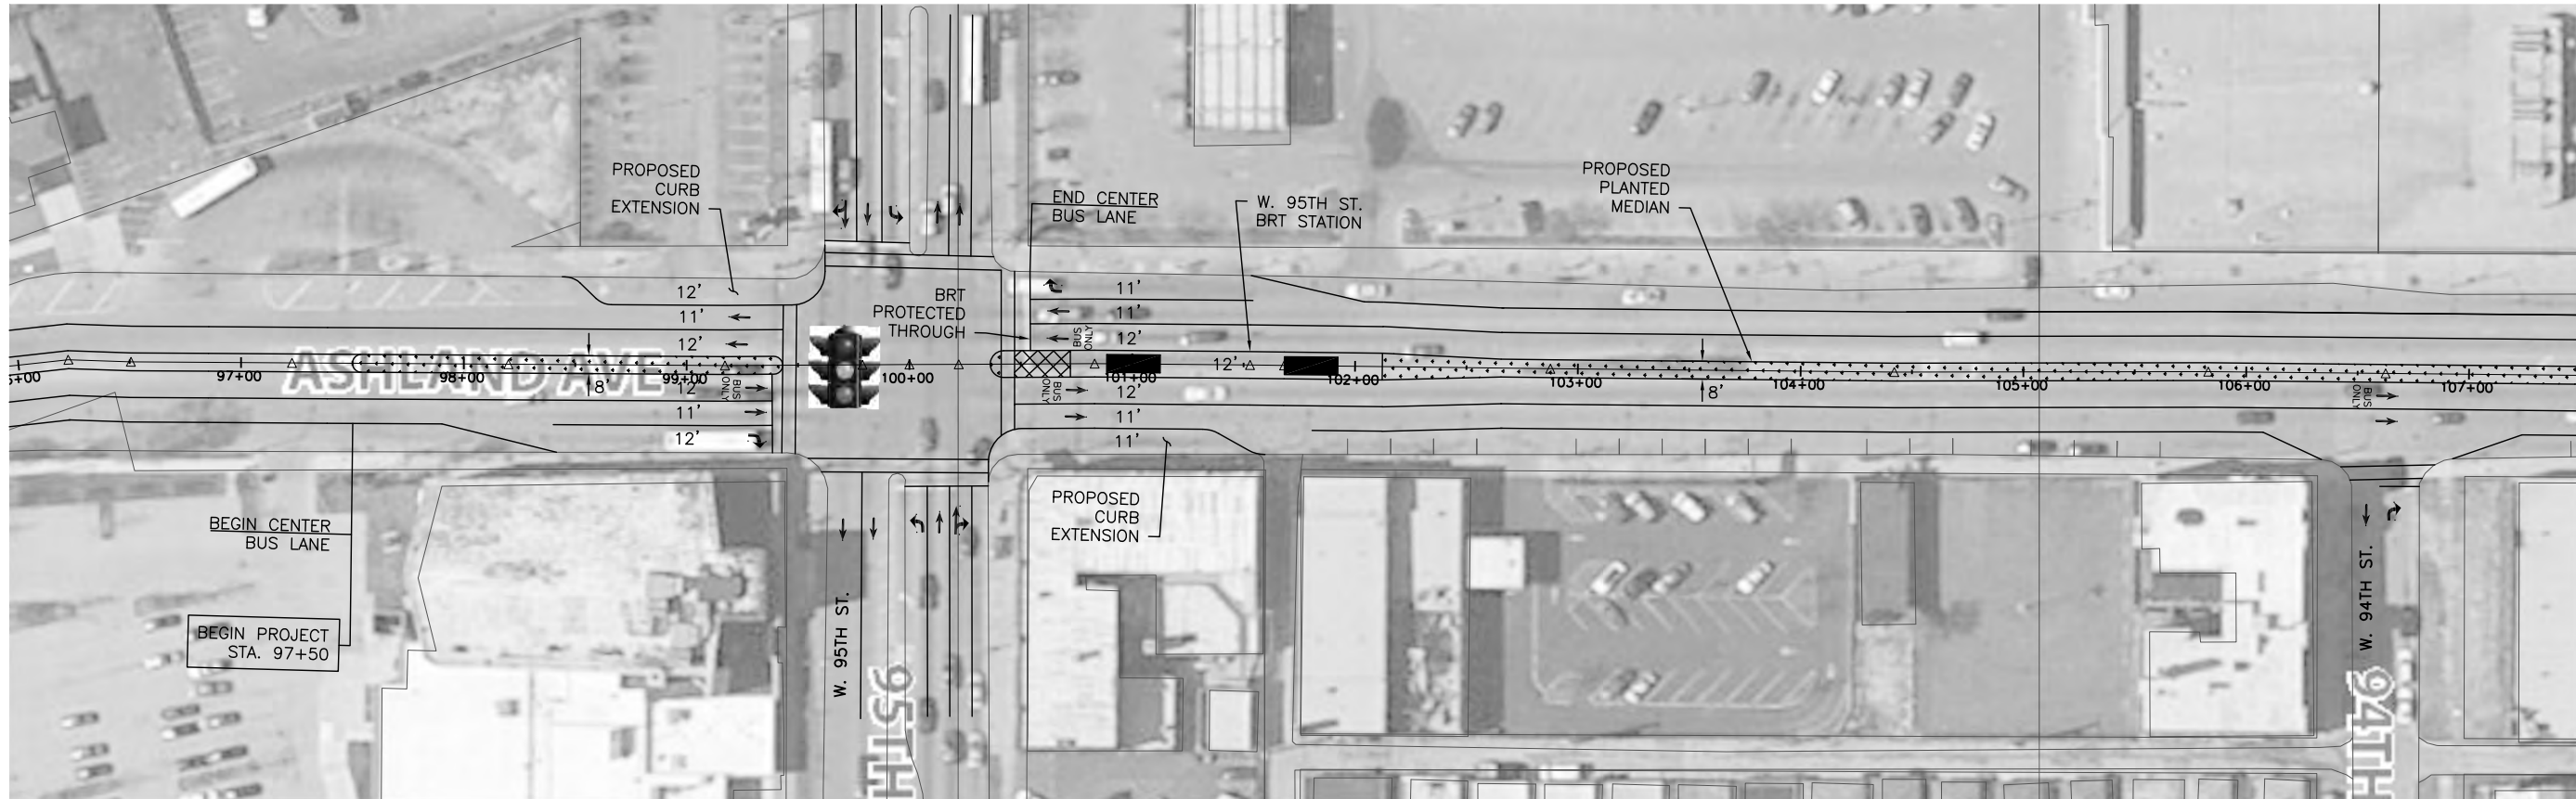 PROPOSED
CURB
EXTENSION
END CENTER
BUS LANE
W. 95TH ST.
BRT STATION
PROPOSED
PLANTED
MEDIAN
BRT
PROTECTED
THROUGH
12'
11'
12'
11'
11'
12'
BUS
ONLY
ASHLAND AVE
97+00
98+00
99+00
100+00
101+00
102+00
103+00
104+00
105+00
106+00
107+00
12'
8'
12'
BUS
ONLY
11'
12'
BUS
ONLY
12'
11'
11'
8'
BUS
ONLY
BEGIN CENTER
BUS LANE
BEGIN PROJECT
STA. 97+50
PROPOSED
CURB
EXTENSION
W. 95TH ST.
95TH
W. 94TH ST.
94TH